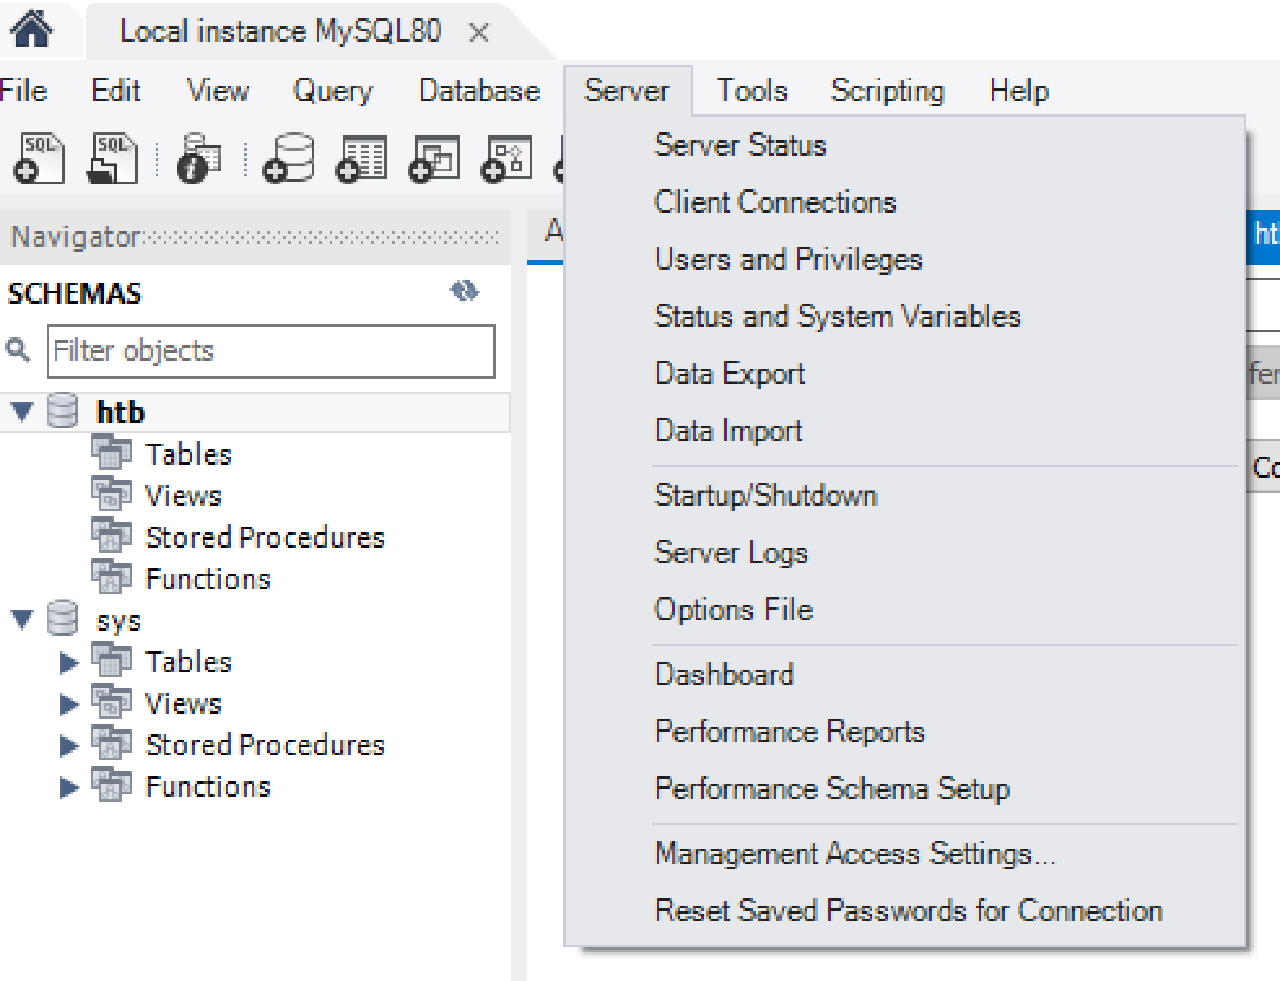 Local instance MySQL80
File Edit View Query Database Server Tools Scripting Help
SQL SQL
Navigator
SCHEMAS
Filter objects
htb
Tables
Views
Stored Procedures
Functions
sys
Tables
Views
Stored Procedures
Functions
Server Status
Client Connections
Users and Privileges
Status and System Variables
Data Export
Data Import
Startup/Shutdown
Server Logs
Options File
Dashboard
Performance Reports
Performance Schema Setup
Management Access Settings...
Reset Saved Passwords for Connection